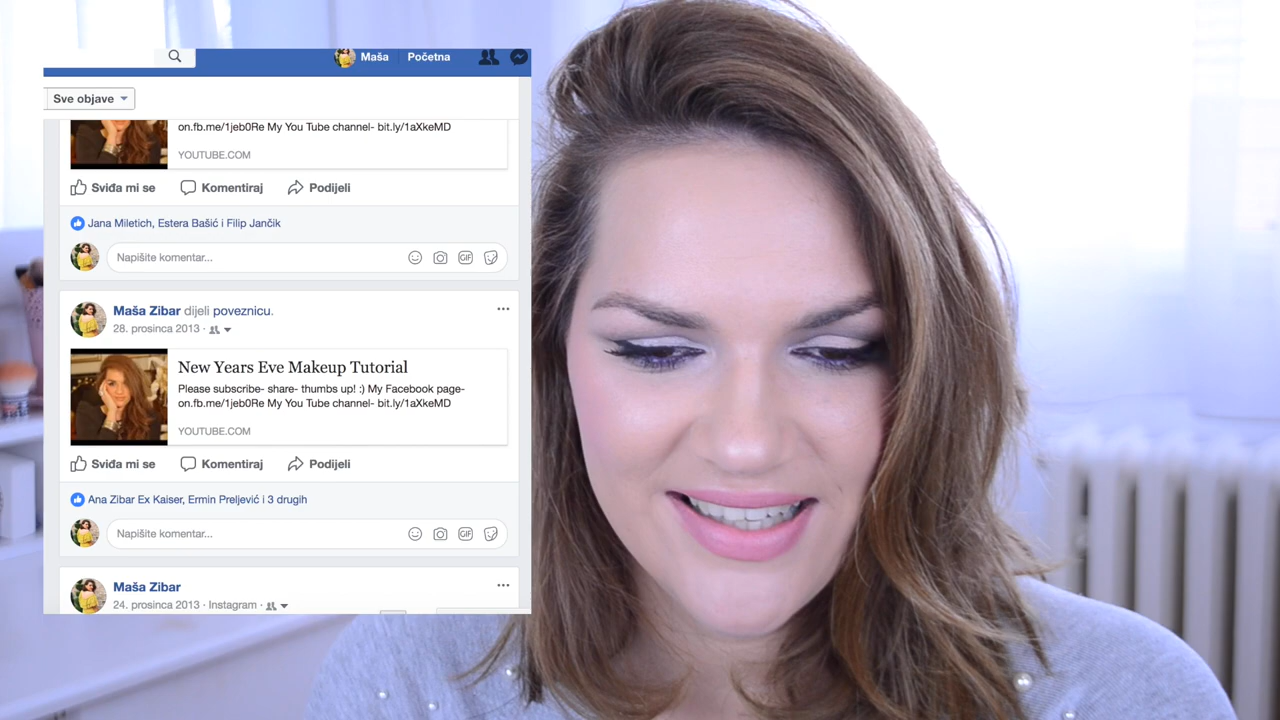 Maša
Početna
Sve objave
on.fb.me/1jeb0Re My You Tube channel- bit.ly/1aXkeMD
YOUTUBE.COM
Sviđa mi se
Komentiraj
Podijeli
Jana Miletich, Estera Bašić i Filip Jančik
Napišite komentar...
GIF
Maša Zibar dijeli poveznicu.
28. prosinca 2013 ·
New Years Eve Makeup Tutorial
Please subscribe- share- thumbs up! :) My Facebook page-
on.fb.me/1jeb0Re My You Tube channel- bit.ly/1aXkeMD
YOUTUBE.COM
Sviđa mi se
Komentiraj
Podijeli
Ana Zibar Ex Kaiser, Ermin Preljević i 3 drugih
Napišite komentar...
GIF
Maša Zibar
24. prosinca 2013 · Instagram ·